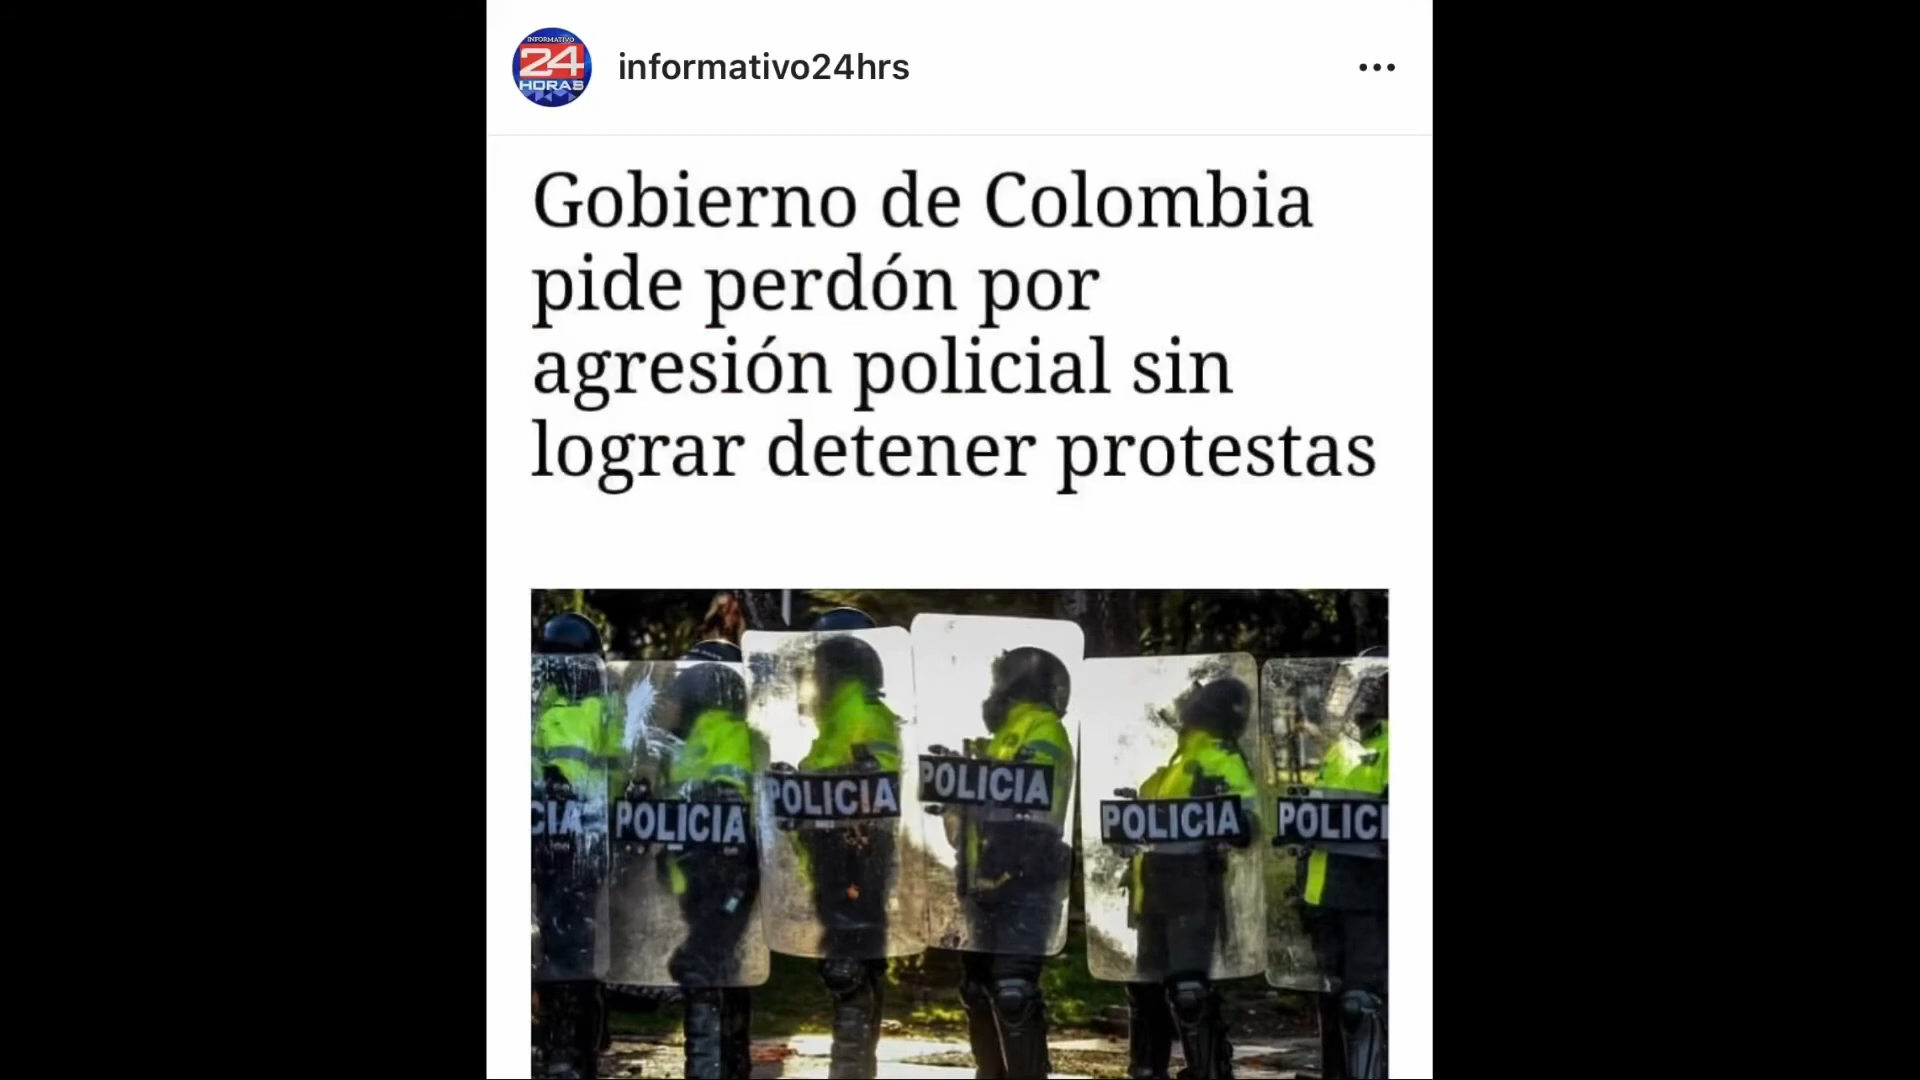 INFORMATIVO
24
HORAS
informativo24hrs
Gobierno de Colombia
pide perdón por
agresión policial sin
lograr detener protestas
CIA
POLICIA
POLICIA
POLICIA
POLICIA
POLICI